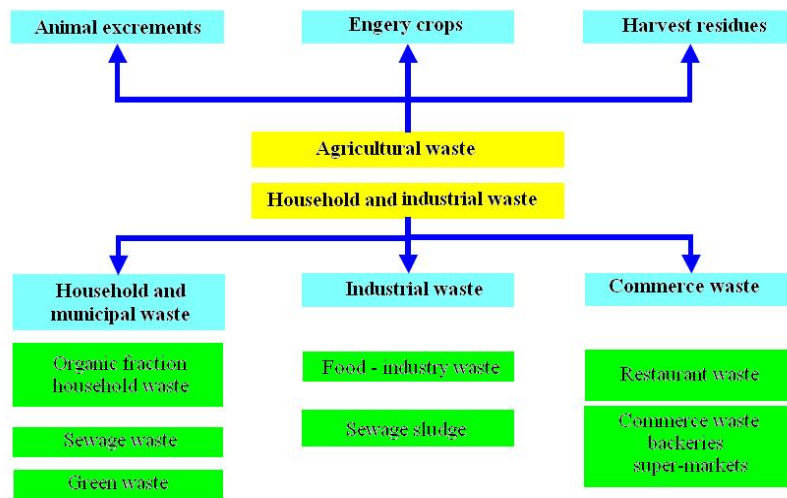 Animal excrements
Engery crops
Harvest residues
Agricultural waste
Household and industrial waste
Household and
municipal waste
Industrial waste
Commerce waste
Organic fraction
household waste
Food - industry waste
Restaurant waste
Sewage waste
Sewage sludge
Commerce waste
backeries
super-markets
Green waste